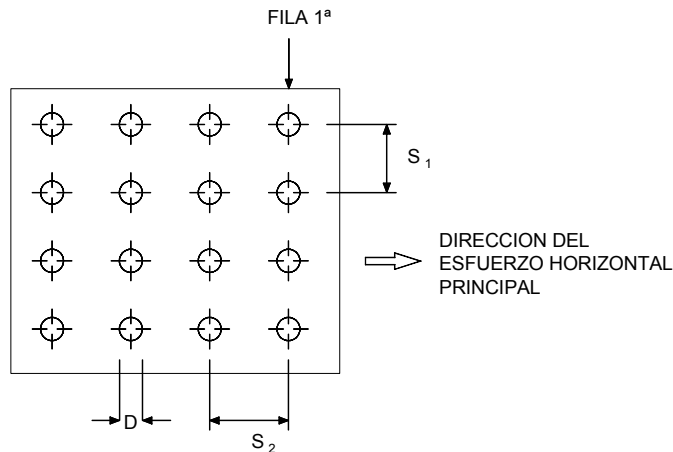 FILA 1ª
S 1
DIRECCION DEL
ESFUERZO HORIZONTAL
PRINCIPAL
D
S 2